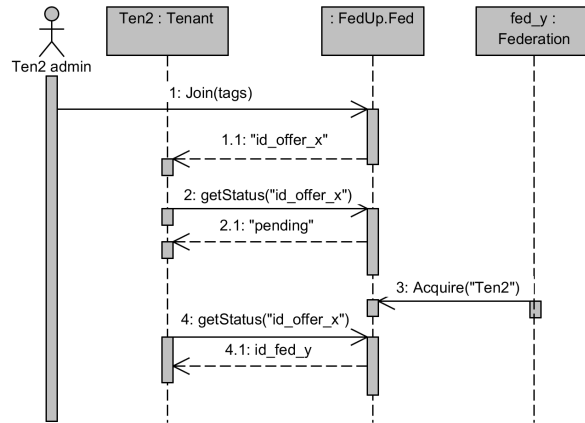 Ten2 : Tenant
: FedUp.Fed
fed_y :
Federation
Ten2 admin
1: Join(tags)
1.1: "id_offer_x"
2: getStatus("id_offer_x")
2.1: "pending"
3: Acquire("Ten2")
4: getStatus("id_offer_x")
4.1: id_fed_y